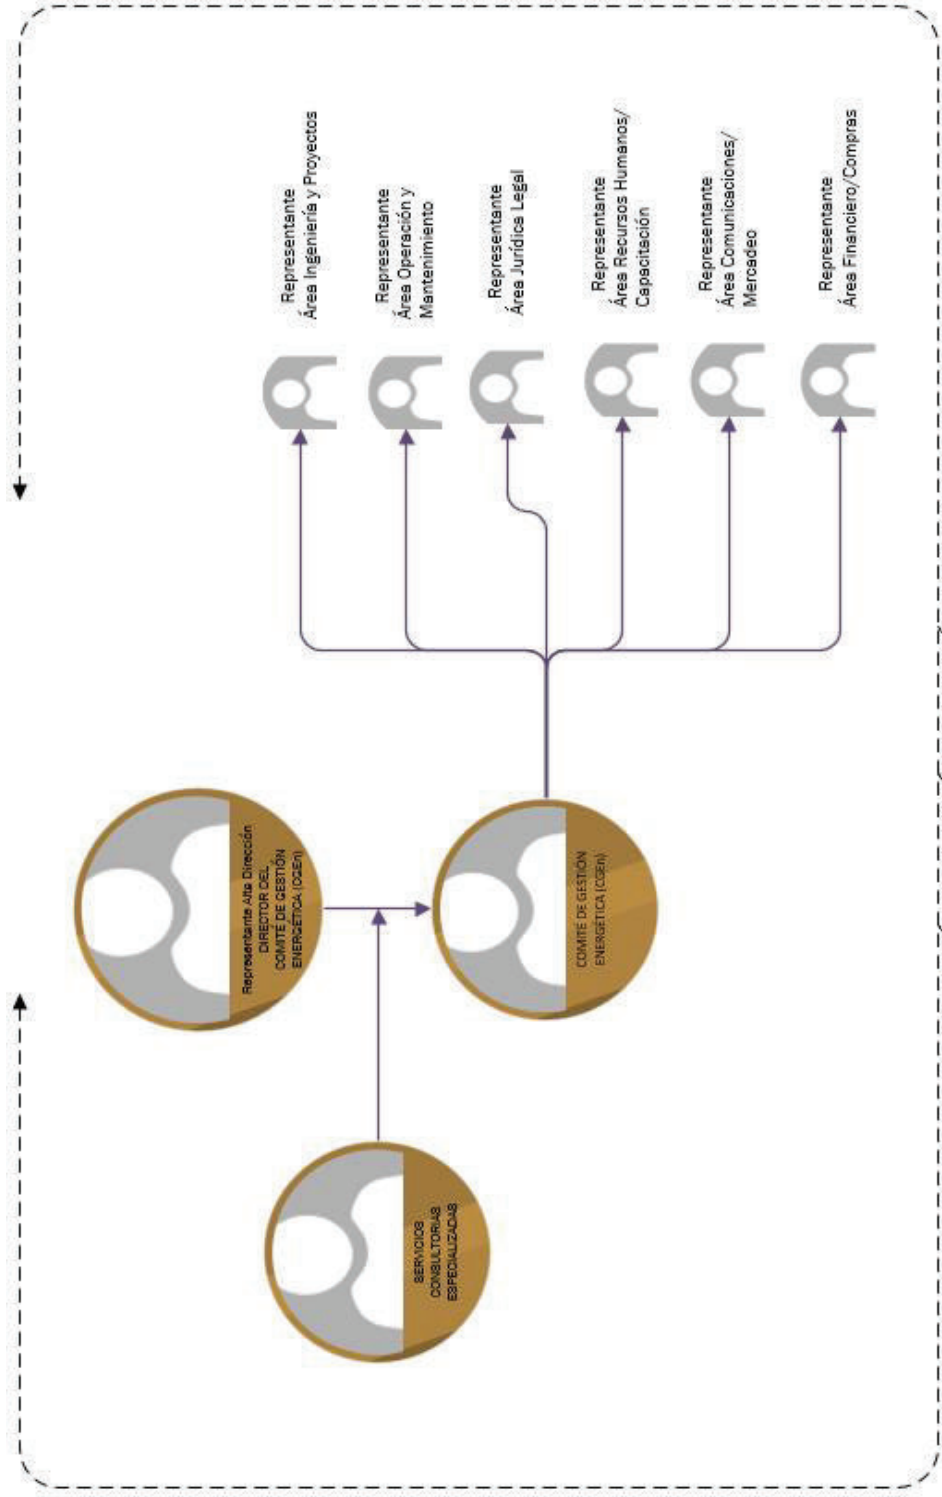 Representante Alta Dirección
DIRECTOR DEL
COMITÉ DE GESTIÓN
ENERGÉTICA (CGEn)
SERVICIOS
CONSULTORIAS
ESPECIALIZADAS
COMITÉ DE GESTIÓN
ENERGÉTICA (CGEn)
Representante
Área Ingeniería y Proyectos
Representante
Área Operación y
Mantenimiento
Representante
Área Jurídica Legal
Representante
Área Recursos Humanos/
Capacitación
Representante
Área Comunicaciones/
Mercadeo
Representante
Área Financiero/Compras